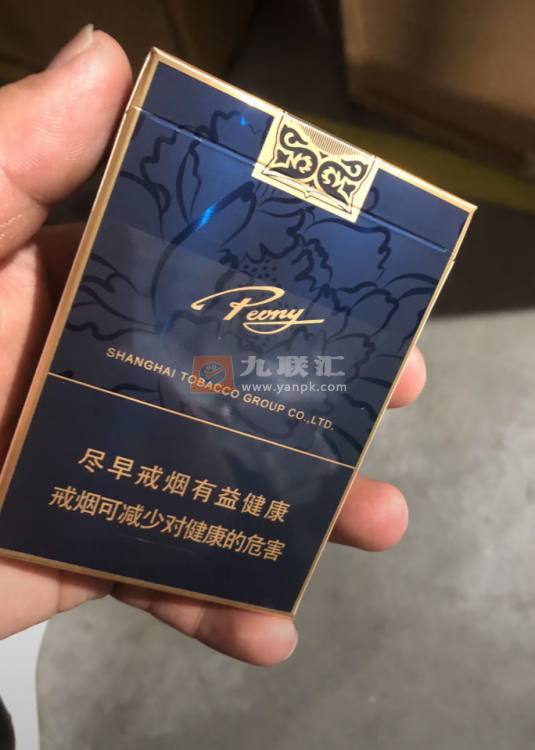 Peony
九联汇
www.yanpk.com
SHANGHAI TOBACCO GROUP CO.,LTD.
尽早戒烟有益健康
戒烟可减少对健康的危害